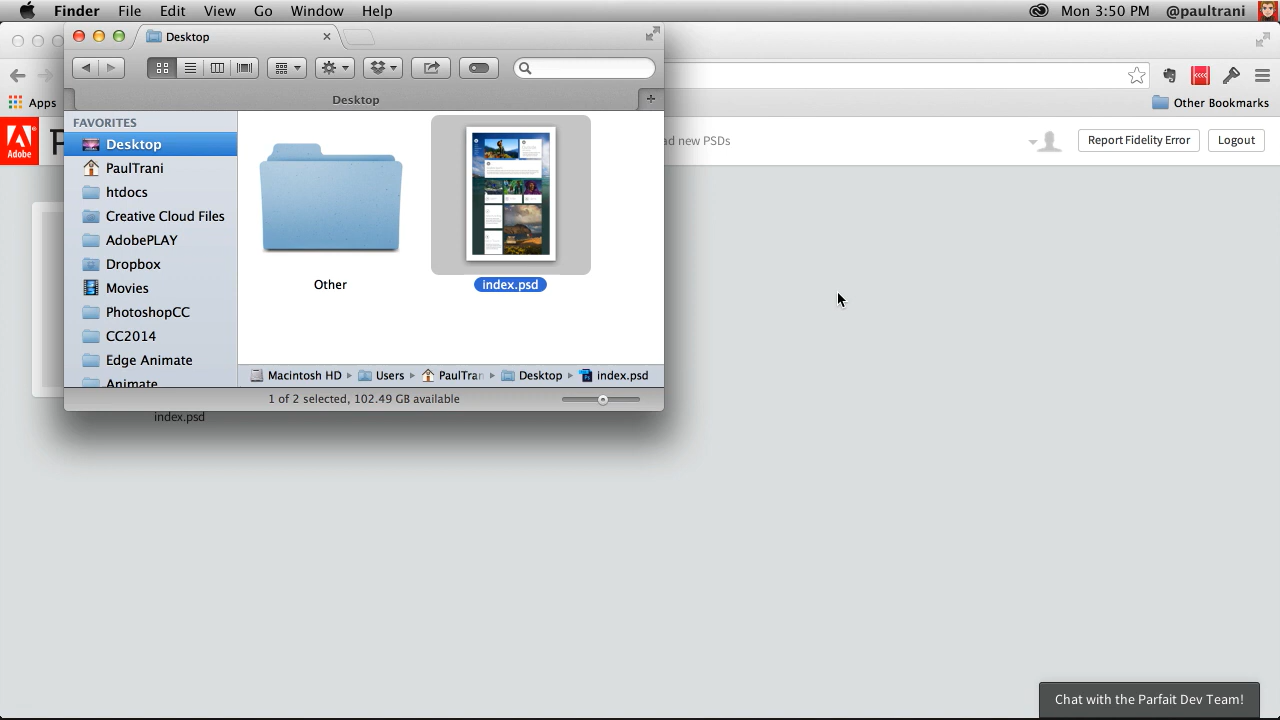 Finder File Edit View Go Window Help Mon 3:50 PM @paultrani
Desktop
Apps
Other Bookmarks
Desktop
Adobe
P
ad new PSDs
Report Fidelity Error
Logout
FAVORITES
Desktop
PaulTrani
htdocs
Creative Cloud Files
AdobePLAY
Dropbox
Movies
PhotoshopCC
CC2014
Edge Animate
Animate
Other
index.psd
Macintosh HD Users PaulTran Desktop index.psd
1 of 2 selected, 102.49 GB available
index.psd
Chat with the Parfait Dev Team!